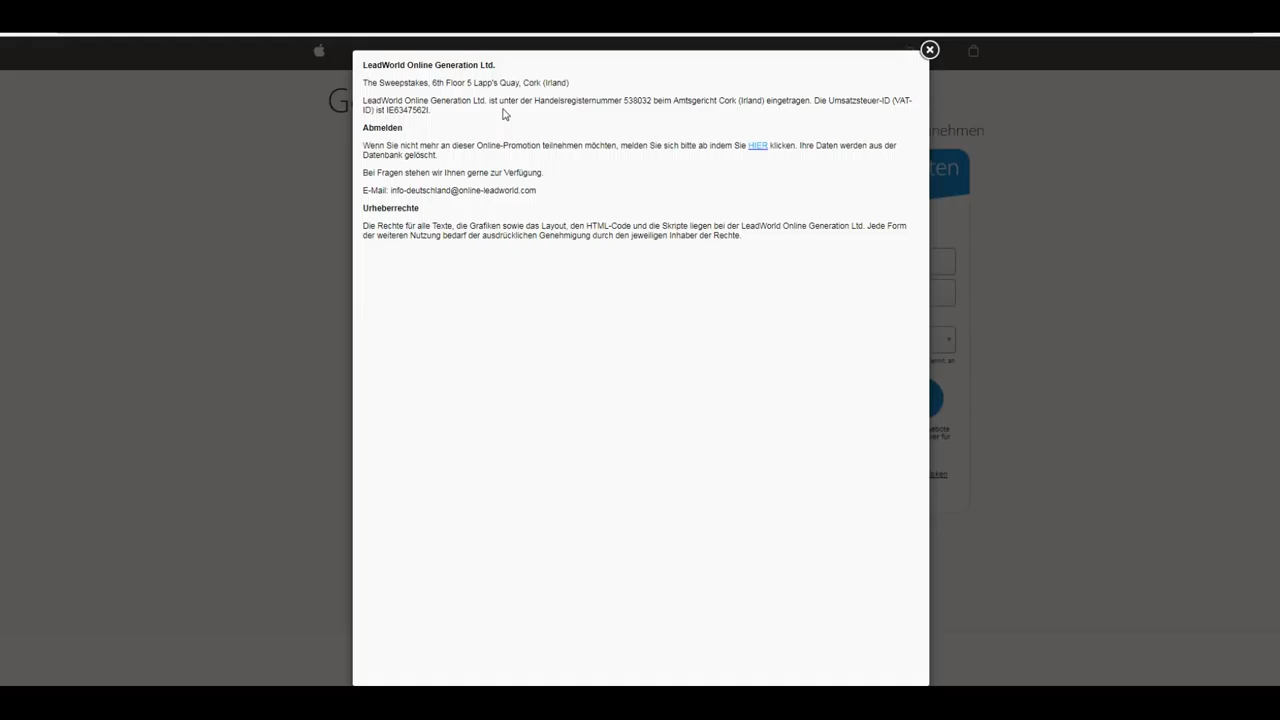 LeadWorld Online Generation Ltd.
The Sweepstakes, 6th Floor 5 Lapp's Quay, Cork (Irland)
LeadWorld Online Generation Ltd. ist unter der Handelsregisternummer 538032 beim Amtsgericht Cork (Irland) eingetragen. Die Umsatzsteuer-ID (VAT-
ID) ist IE6347562I.
Abmelden
Wenn Sie nicht mehr an dieser Online-Promotion teilnehmen möchten, melden Sie sich bitte ab indem Sie HIER klicken. Ihre Daten werden aus der
Datenbank gelöscht.
Bei Fragen stehen wir Ihnen gerne zur Verfügung.
E-Mail: info-deutschland@online-leadworld.com
Urheberrechte
Die Rechte für alle Texte, die Grafiken sowie das Layout, den HTML-Code und die Skripte liegen bei der LeadWorld Online Generation Ltd. Jede Form
der weiteren Nutzung bedarf der ausdrücklichen Genehmigung durch den jeweiligen Inhaber der Rechte.